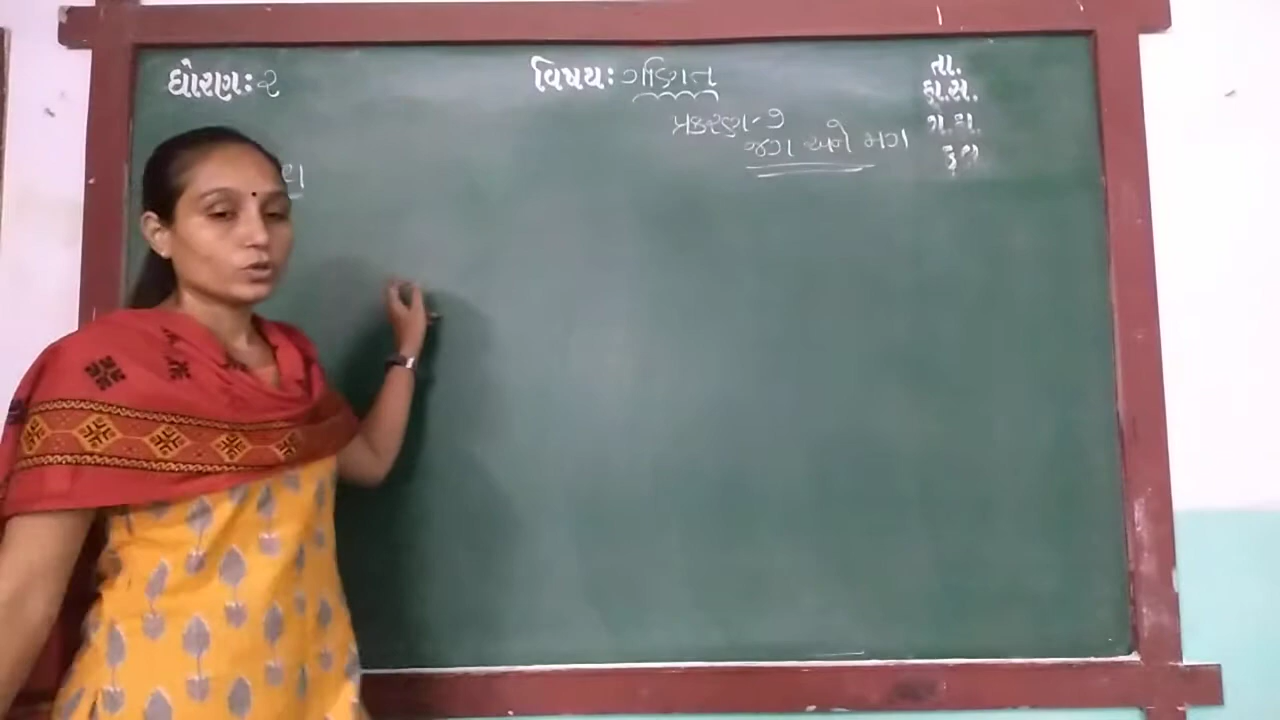 ધોરણઃ ૨
વિષયઃ ગણિત
પ્રકરણ-૭
જગ અને મગ
તા.
ફા.સ.
ગ.કા.